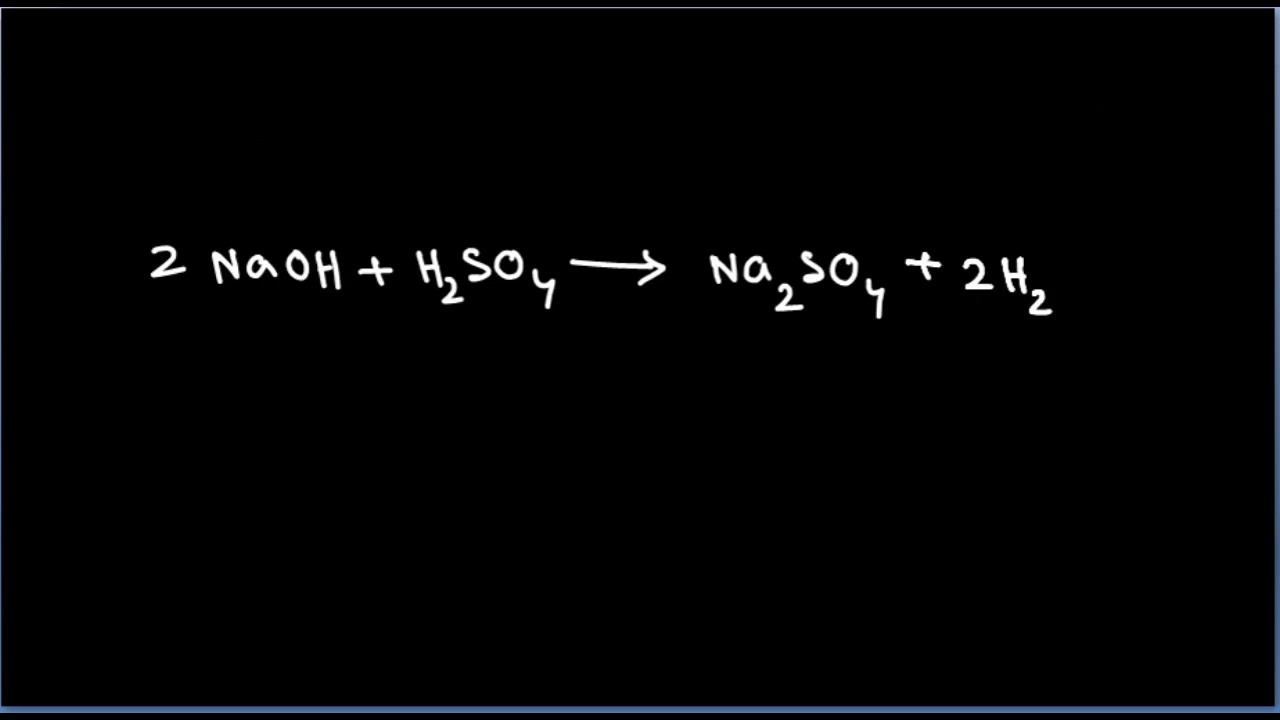 2 NaOH + H₂SO₄ ⟶ Na₂SO₄ + 2H₂